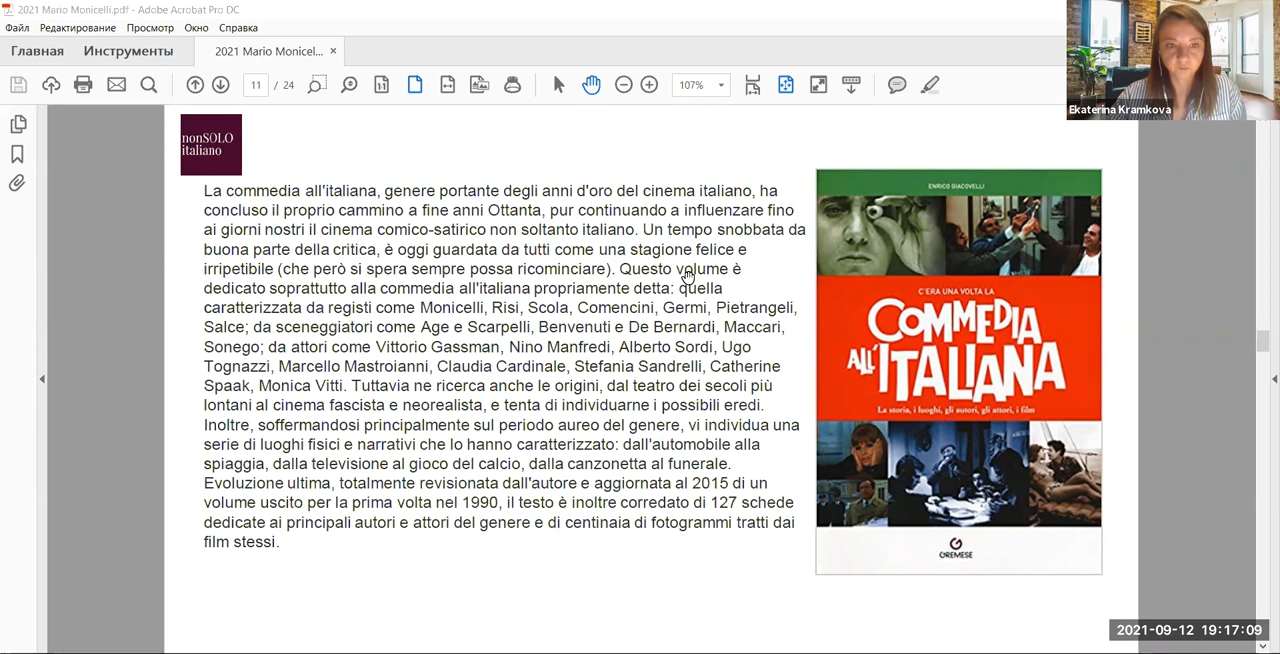 2021 Mario Monicelli.pdf - Adobe Acrobat Pro DC
Файл Редактирование Просмотр Окно Справка
Главная Инструменты 2021 Mario Monicel... ×
11 / 24 107%
Ekaterina Kramkova
nonSOLO
italiano
La commedia all'italiana, genere portante degli anni d'oro del cinema italiano, ha
concluso il proprio cammino a fine anni Ottanta, pur continuando a influenzare fino
ai giorni nostri il cinema comico-satirico non soltanto italiano. Un tempo snobbata da
buona parte della critica, e oggi guardata da tutti come una stagione felice e
irripetibile (che però si spera sempre possa ricominciare). Questo volume è
dedicato soprattutto alla commedia all'italiana propriamente detta: quella
caratterizzata da registi come Monicelli, Risi, Scola, Comencini, Germi, Pietrangeli,
Salce; da sceneggiatori come Age e Scarpelli, Benvenuti e De Bernardi, Maccari,
Sonego; da attori come Vittorio Gassman, Nino Manfredi, Alberto Sordi, Ugo
Tognazzi, Marcello Mastroianni, Claudia Cardinale, Stefania Sandrelli, Catherine
Spaak, Monica Vitti. Tuttavia ne ricerca anche le origini, dal teatro dei secoli più
lontani al cinema fascista e neorealista, e tenta di individuarne i possibili eredi.
Inoltre, soffermandosi principalmente sul periodo aureo del genere, vi individua una
serie di luoghi fisici e narrativi che lo hanno caratterizzato: dall'automobile alla
spiaggia, dalla televisione al gioco del calcio, dalla canzonetta al funerale.
Evoluzione ultima, totalmente revisionata dall'autore e aggiornata al 2015 di un
volume uscito per la prima volta nel 1990, il testo è inoltre corredato di 127 schede
dedicate ai principali autori e attori del genere e di centinaia di fotogrammi tratti dai
film stessi.
ENRICO GIACOVELLI
C'ERA UNA VOLTA LA
COMMEDIA
ALL'ITALIANA
La storia, i luoghi, gli autori, gli attori, i film
GREMESE
2021-09-12 19:17:09